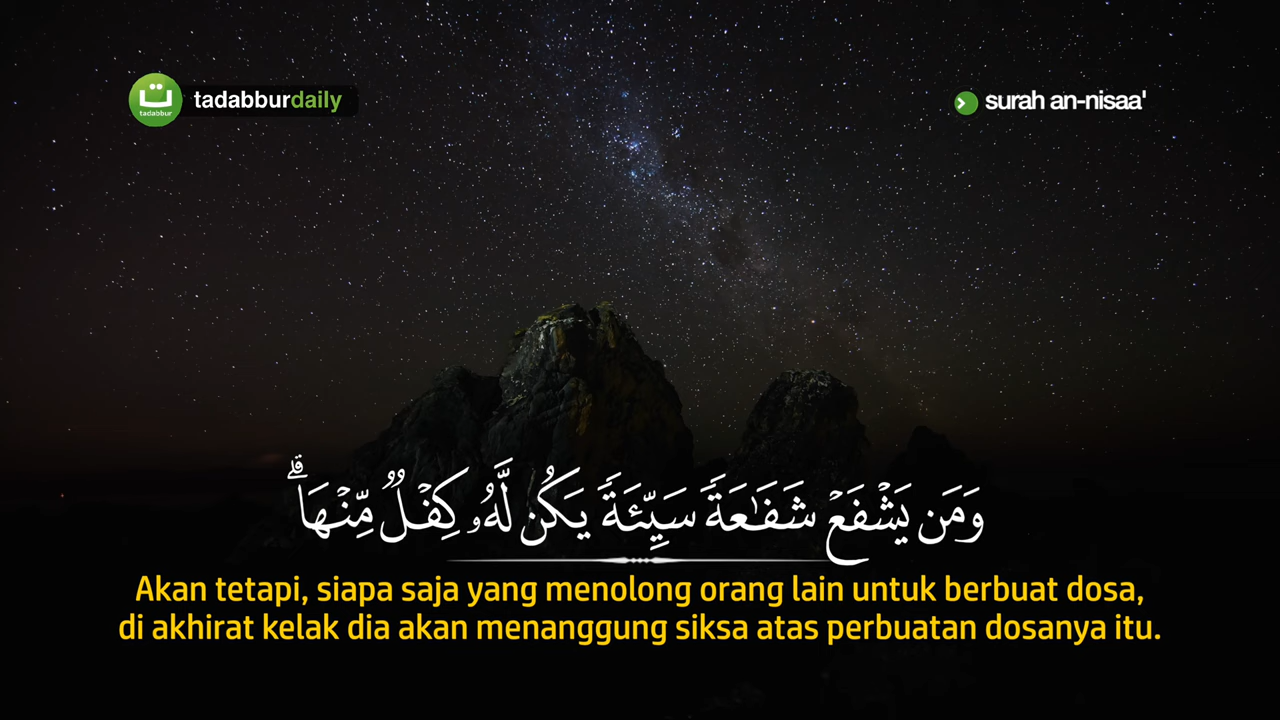 ت
tadabbur
tadabburdaily
surah an-nisaa'
وَمَن يَشْفَعْ شَفَـٰعَةً سَيِّئَةً يَكُن لَّهُۥ كِفْلٌ مِّنْهَا ۗ
Akan tetapi, siapa saja yang menolong orang lain untuk berbuat dosa,
di akhirat kelak dia akan menanggung siksa atas perbuatan dosanya itu.